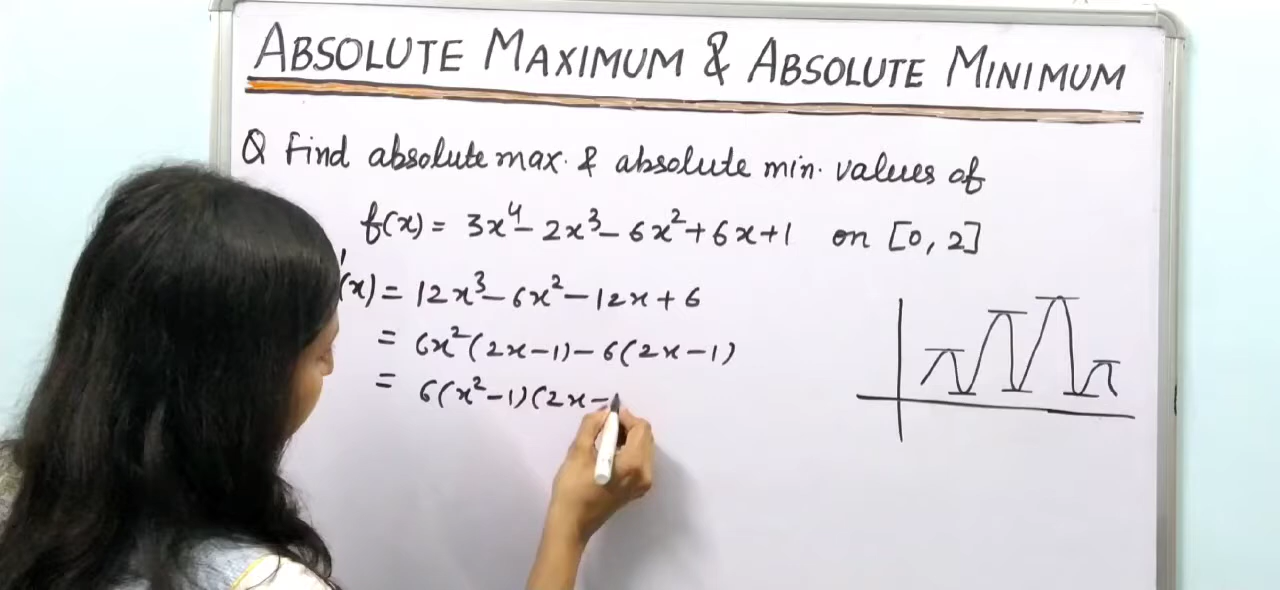 ABSOLUTE MAXIMUM & ABSOLUTE MINIMUM
Q Find absolute max. & absolute min. values of
f(x) = 3x⁴ - 2x³ - 6x² + 6x + 1 on [0, 2]
'(x) = 12x³ - 6x² - 12x + 6
= 6x²(2x-1) - 6(2x-1)
= 6(x²-1)(2x-